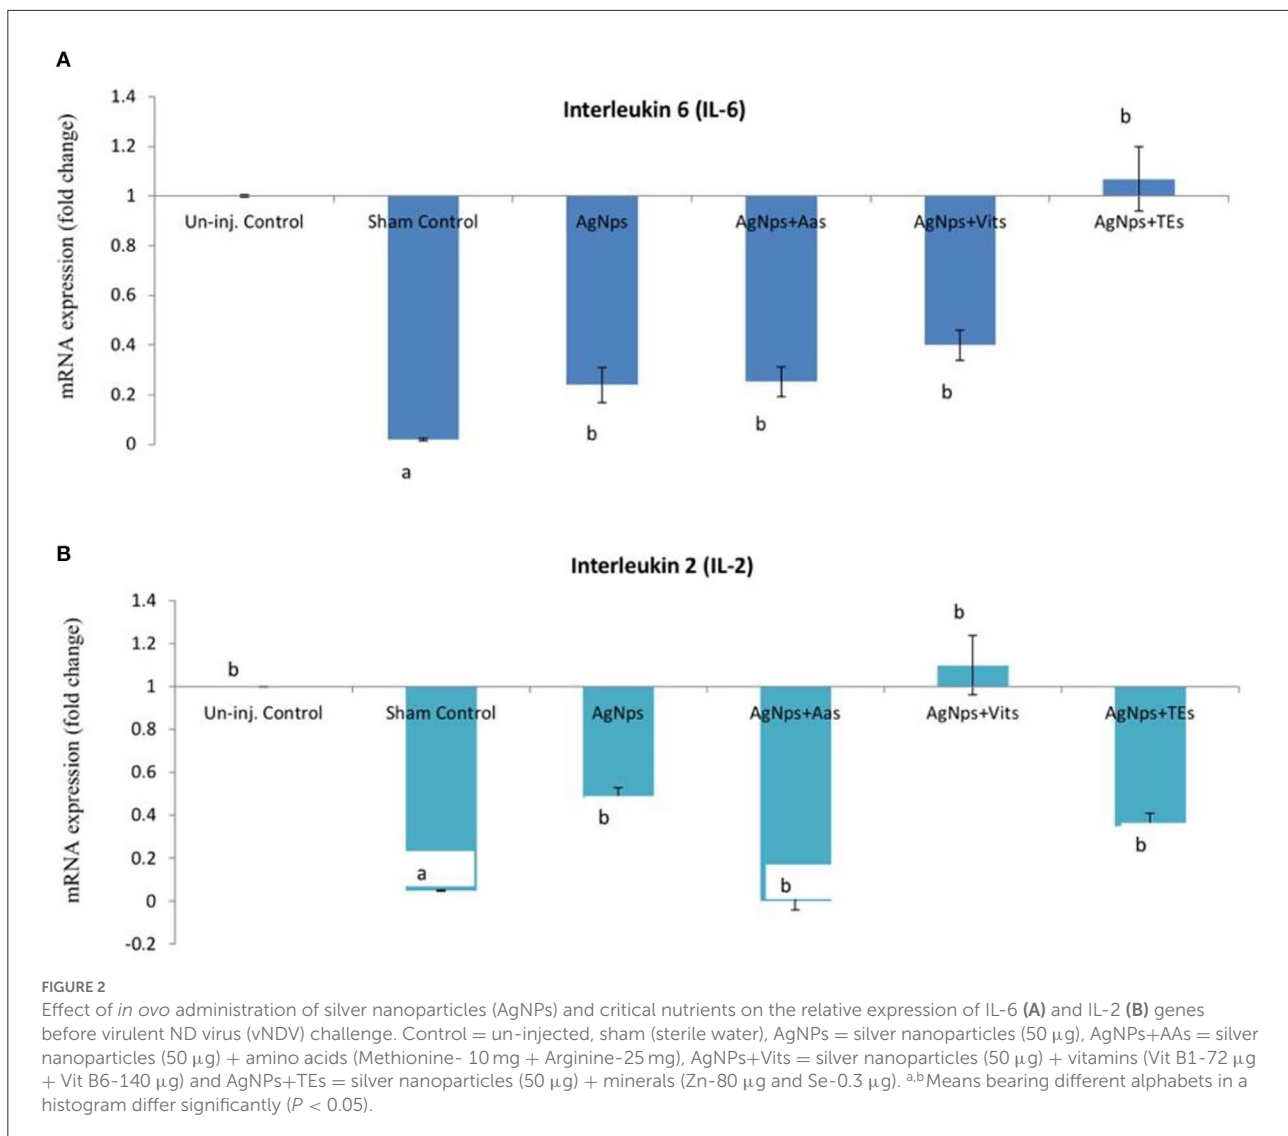 A
Interleukin 6 (IL-6)
mRNA expression (fold change)
1.4
1.2
1
0.8
0.6
0.4
0.2
0
Un-inj. Control
Sham Control
AgNps
AgNps+Aas
AgNps+Vits
AgNps+TEs
a
b
b
b
b
B
Interleukin 2 (IL-2)
mRNA expression (fold change)
1.4
1.2
1
0.8
0.6
0.4
0.2
0
-0.2
Un-inj. Control
Sham Control
AgNps
AgNps+Aas
AgNps+Vits
AgNps+TEs
b
a
b
b
b
b
FIGURE 2
Effect of in ovo administration of silver nanoparticles (AgNPs) and critical nutrients on the relative expression of IL-6 (A) and IL-2 (B) genes
before virulent ND virus (vNDV) challenge. Control = un-injected, sham (sterile water), AgNPs = silver nanoparticles (50 μg), AgNPs+AAs = silver
nanoparticles (50 μg) + amino acids (Methionine- 10 mg + Arginine-25 mg), AgNPs+Vits = silver nanoparticles (50 μg) + vitamins (Vit B1-72 μg
+ Vit B6-140 μg) and AgNPs+TEs = silver nanoparticles (50 μg) + minerals (Zn-80 μg and Se-0.3 μg). a,bMeans bearing different alphabets in a
histogram differ significantly (P < 0.05).